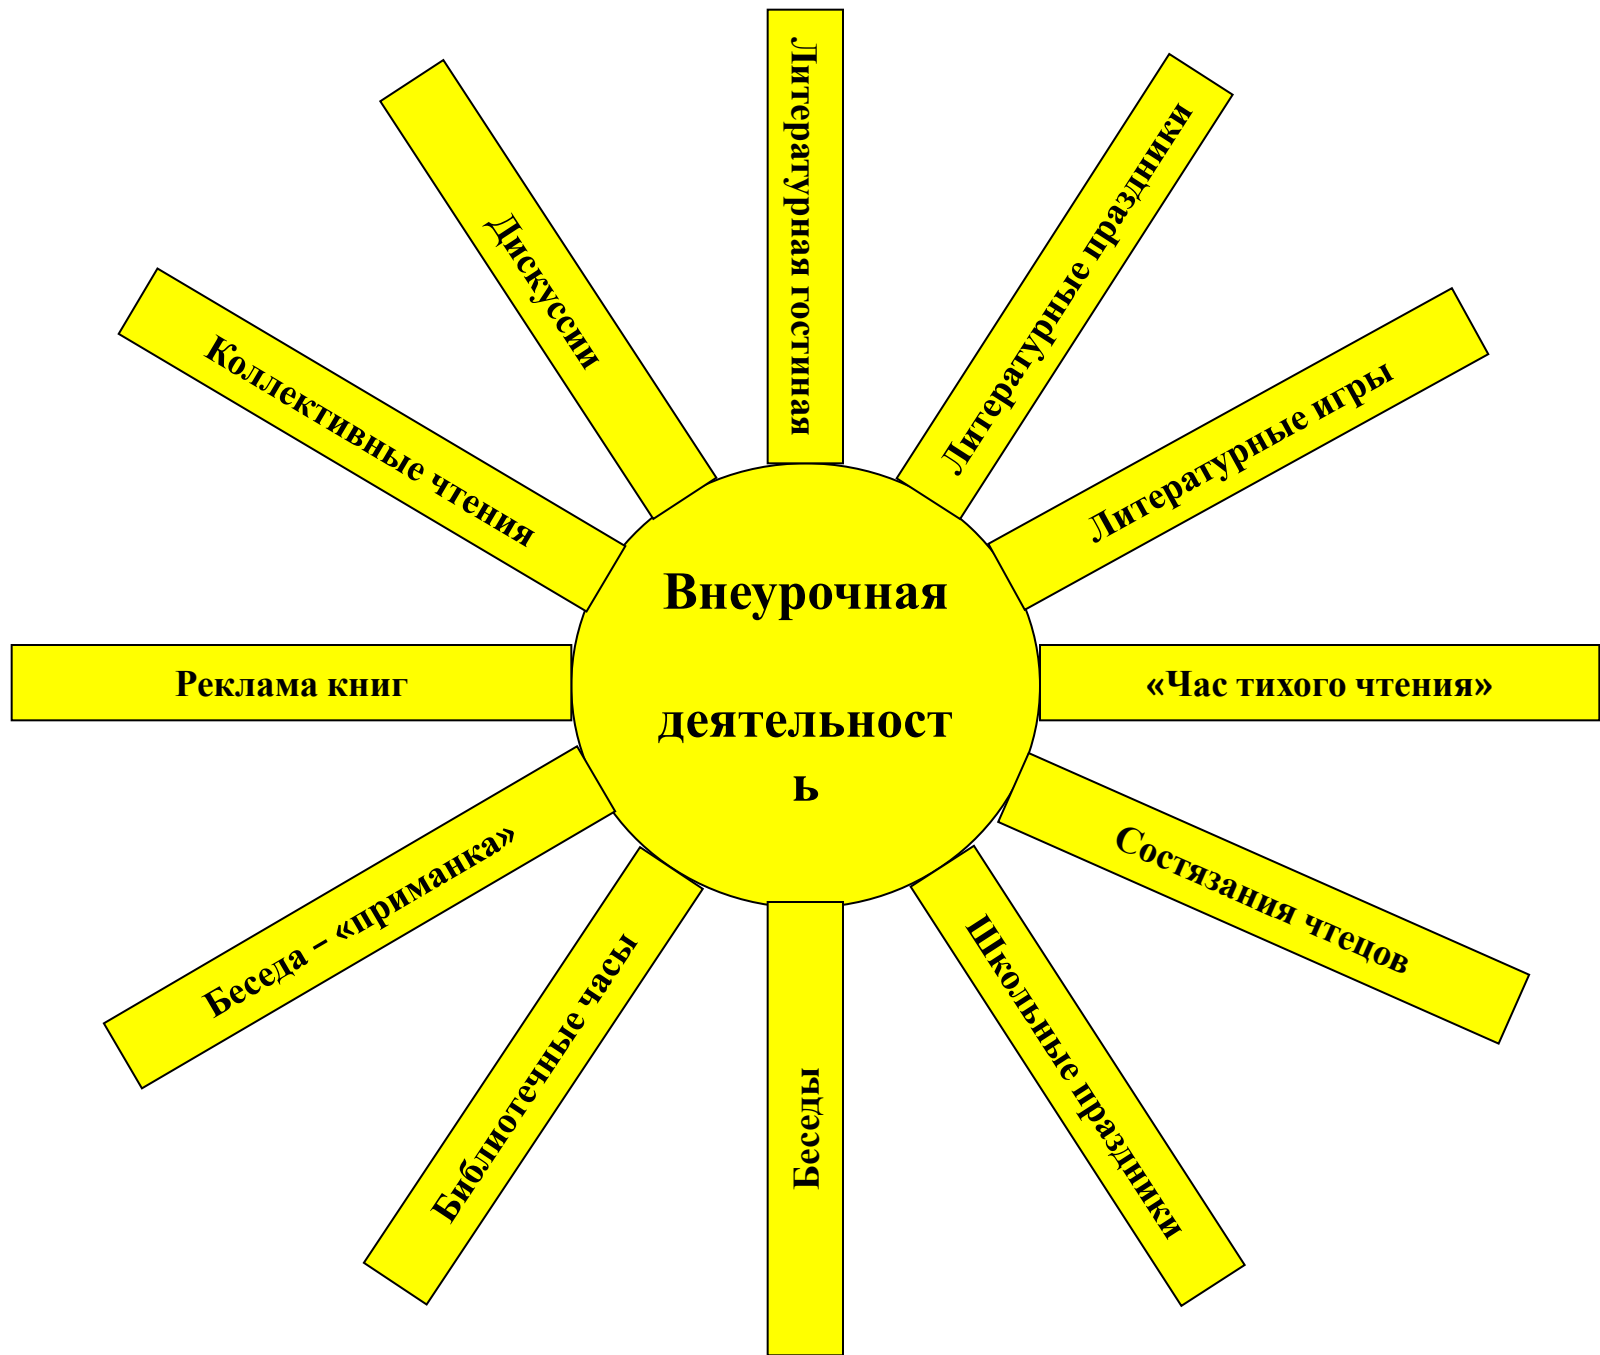 Литературная гостиная
Литературные праздники
Литературные игры
«Час тихого чтения»
Состязания чтецов
Школьные праздники
Беседы
Библиотечные часы
Беседа – «приманка»
Реклама книг
Коллективные чтения
Дискуссии
Внеурочная
деятельност
ь